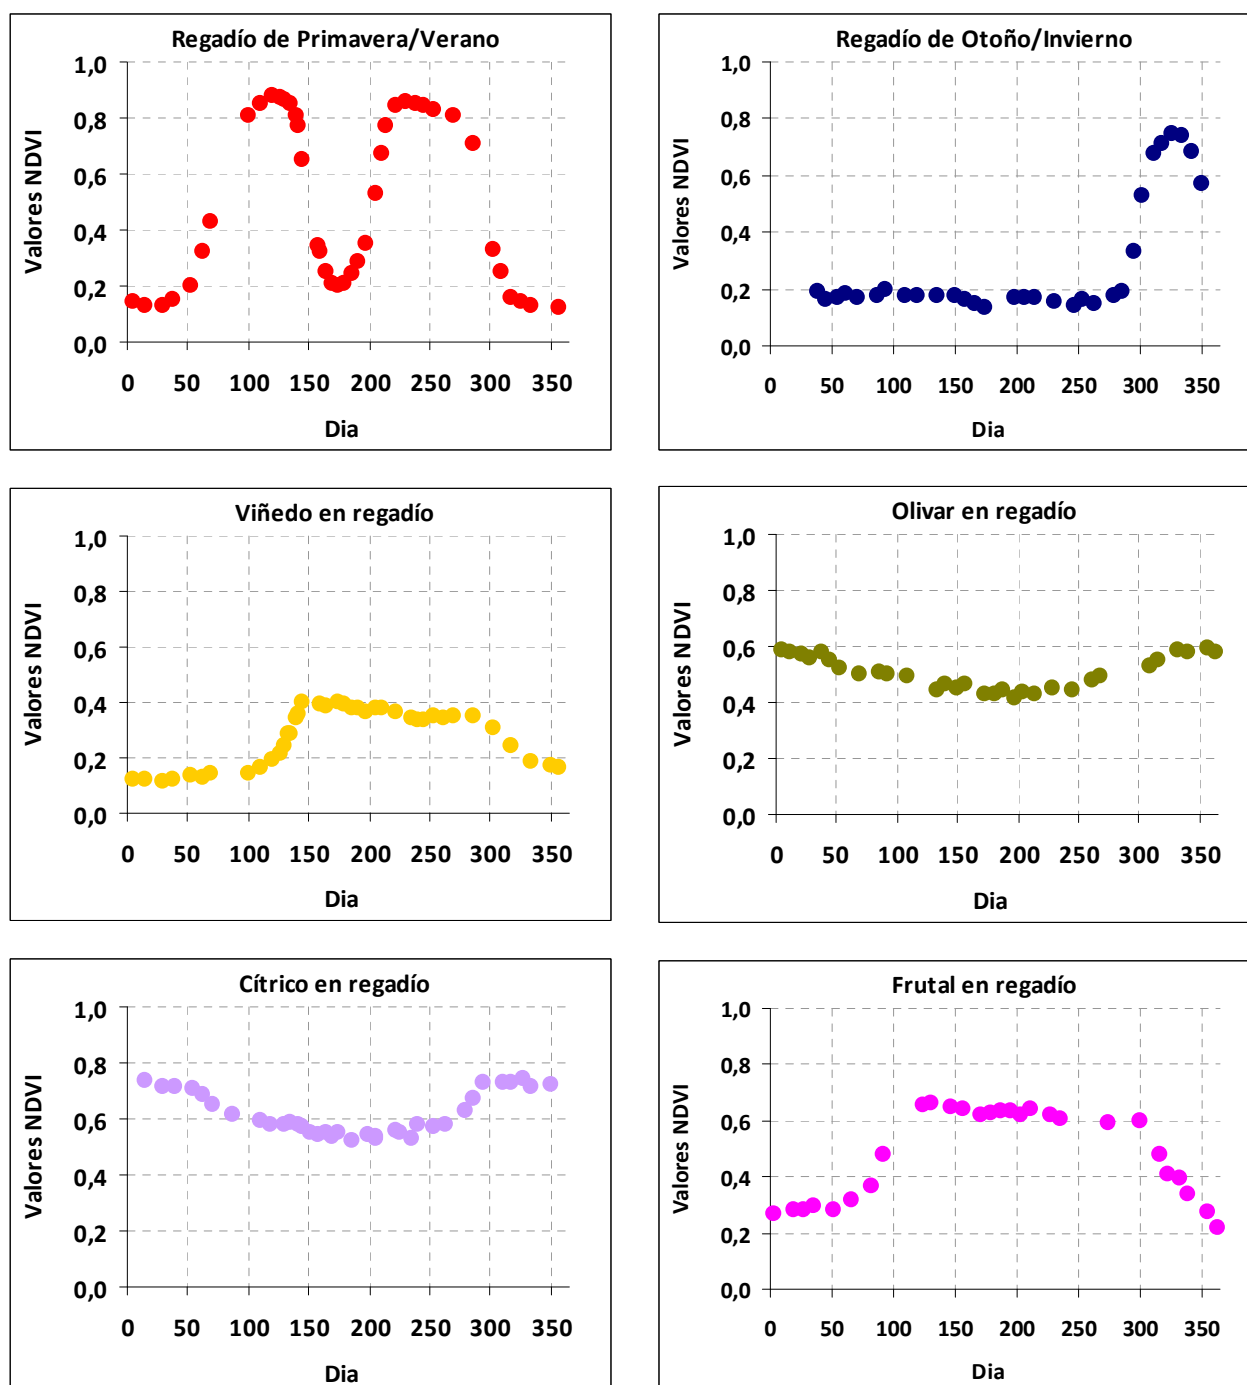 Regadío de Primavera/Verano
Valores NDVI
1,0
0,8
0,6
0,4
0,2
0,0
0 50 100 150 200 250 300 350
Dia
Regadío de Otoño/Invierno
Valores NDVI
1,0
0,8
0,6
0,4
0,2
0,0
0 50 100 150 200 250 300 350
Dia
Viñedo en regadío
Valores NDVI
1,0
0,8
0,6
0,4
0,2
0,0
0 50 100 150 200 250 300 350
Dia
Olivar en regadío
Valores NDVI
1,0
0,8
0,6
0,4
0,2
0,0
0 50 100 150 200 250 300 350
Dia
Cítrico en regadío
Valores NDVI
1,0
0,8
0,6
0,4
0,2
0,0
0 50 100 150 200 250 300 350
Dia
Frutal en regadío
Valores NDVI
1,0
0,8
0,6
0,4
0,2
0,0
0 50 100 150 200 250 300 350
Dia